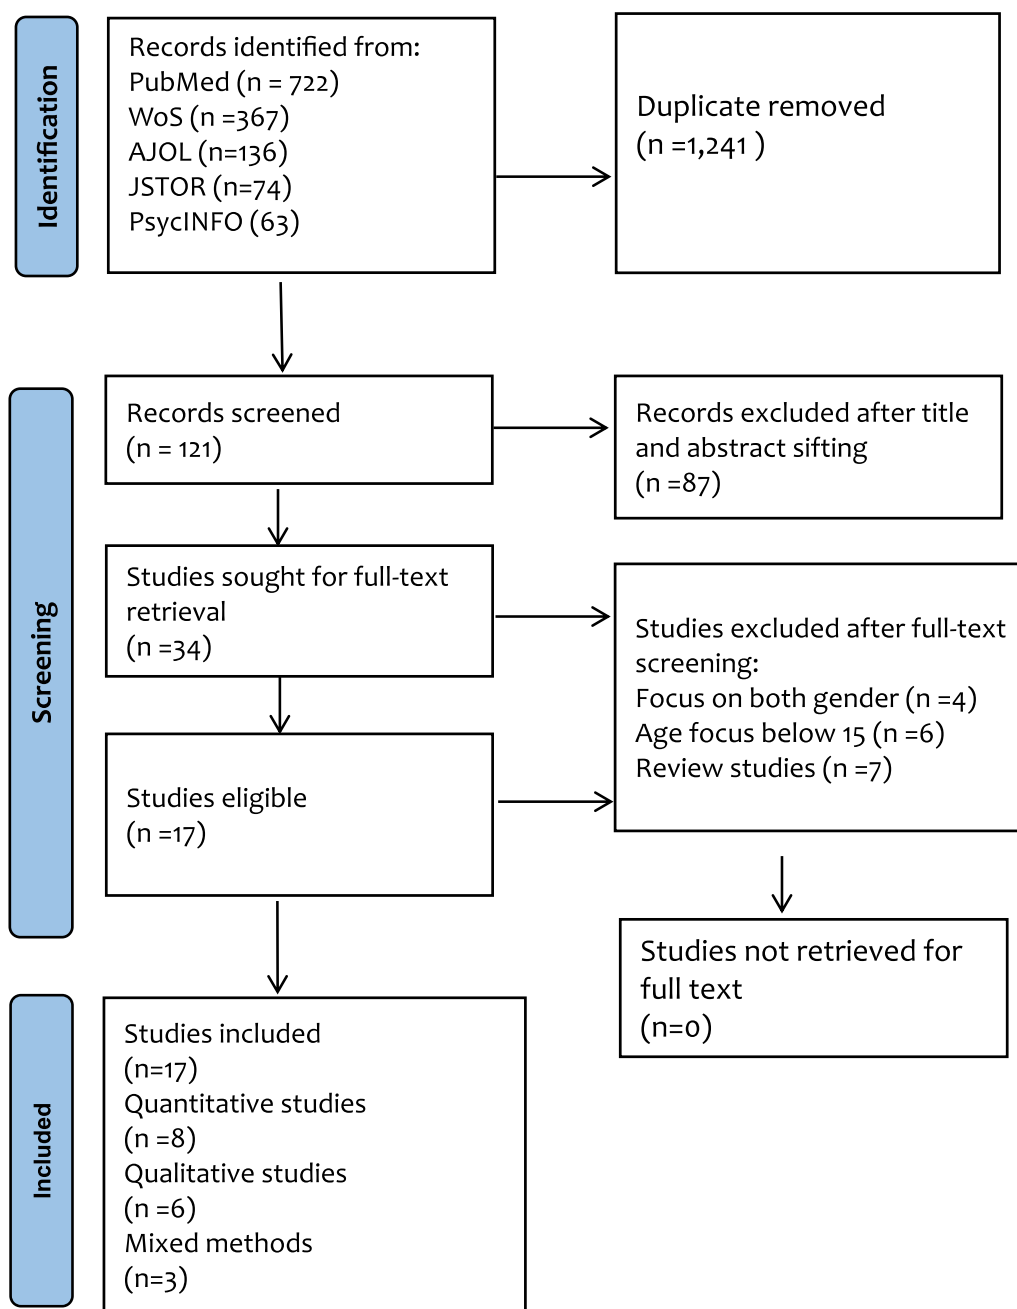 Identification
Records identified from:
PubMed (n = 722)
WoS (n =367)
AJOL (n=136)
JSTOR (n=74)
PsycINFO (63)
Duplicate removed
(n =1,241 )
Screening
Records screened
(n = 121)
Records excluded after title
and abstract sifting
(n =87)
Studies sought for full-text
retrieval
(n =34)
Studies excluded after full-text
screening:
Focus on both gender (n =4)
Age focus below 15 (n =6)
Review studies (n =7)
Studies eligible
(n =17)
Studies not retrieved for
full text
(n=0)
Included
Studies included
(n=17)
Quantitative studies
(n =8)
Qualitative studies
(n =6)
Mixed methods
(n=3)